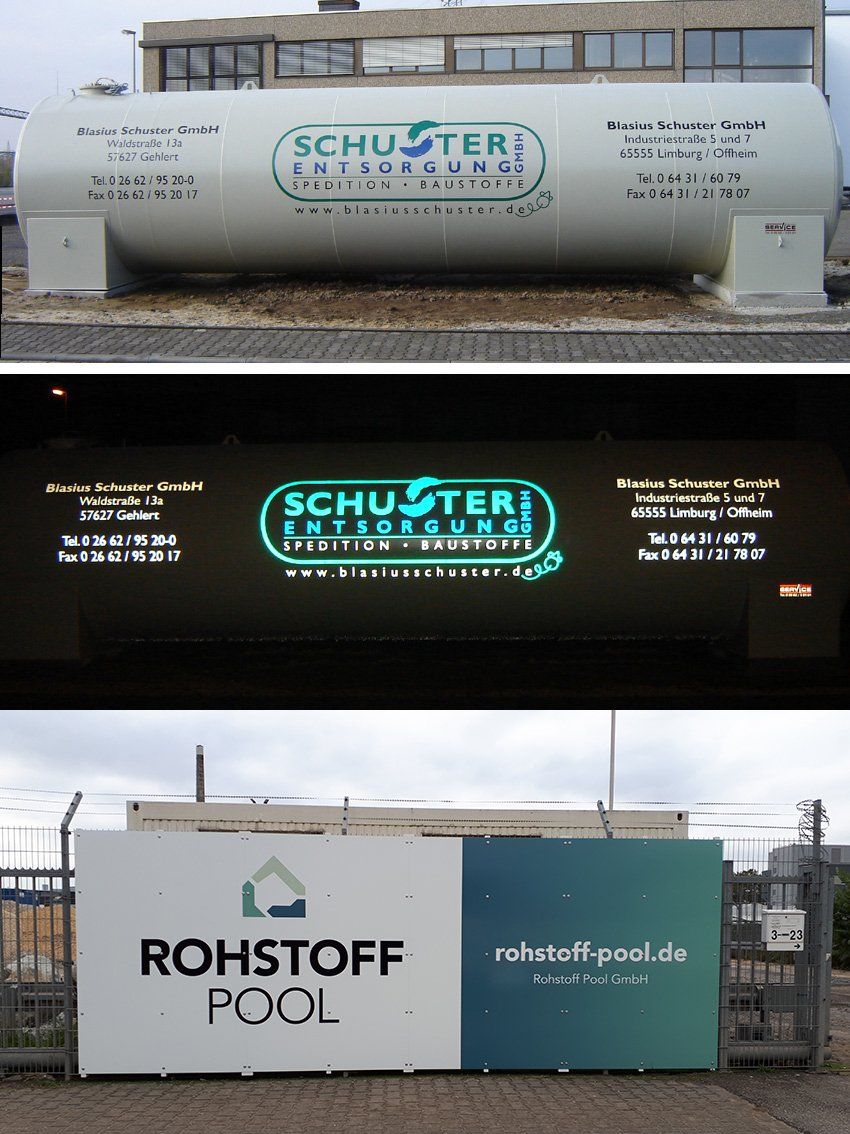 Blasius Schuster GmbH
Waldstraße 13a
57627 Gehlert
Tel. 0 26 62 / 95 20-0
Fax 0 26 62 / 95 20 17
SCHUSTER
ENTSORGUNG GMBH
SPEDITION • BAUSTOFFE
www.blasiusschuster.de
Blasius Schuster GmbH
Industriestraße 5 und 7
65555 Limburg / Offheim
Tel. 0 64 31 / 60 79
Fax 0 64 31 / 21 78 07
SERVICE
Blasius Schuster GmbH
Waldstraße 13a
57627 Gehlert
Tel. 0 26 62 / 95 20-0
Fax 0 26 62 / 95 20 17
SCHUSTER
ENTSORGUNG GMBH
SPEDITION • BAUSTOFFE
www.blasiusschuster.de
Blasius Schuster GmbH
Industriestraße 5 und 7
65555 Limburg / Offheim
Tel. 0 64 31 / 60 79
Fax 0 64 31 / 21 78 07
SERVICE
ROHSTOFF
POOL
rohstoff-pool.de
Rohstoff Pool GmbH
3—23